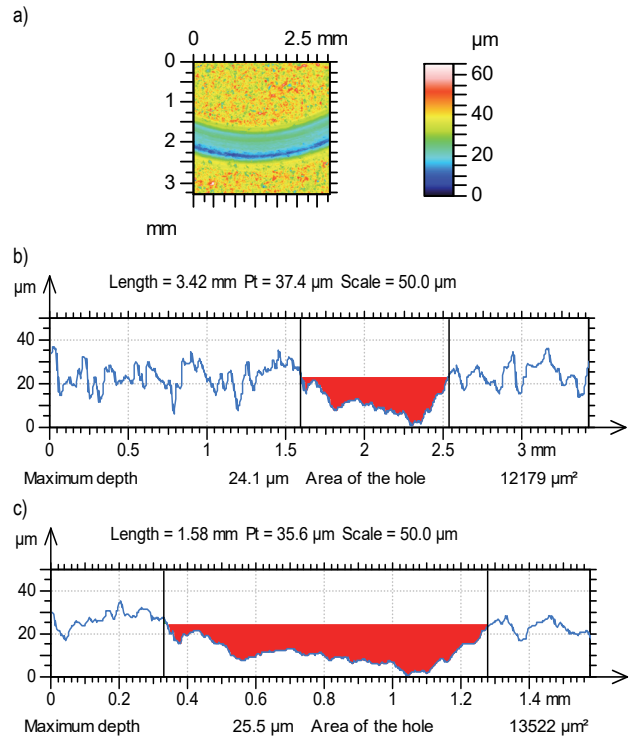 a)
0 2.5 mm µm
0
1
2
3
mm
60
40
20
0
b)
Length = 3.42 mm Pt = 37.4 µm Scale = 50.0 µm
µm
40
20
0
0 0.5 1 1.5 2 2.5 3 mm
Maximum depth 24.1 µm Area of the hole 12179 µm²
c)
Length = 1.58 mm Pt = 35.6 µm Scale = 50.0 µm
µm
40
20
0
0 0.2 0.4 0.6 0.8 1 1.2 1.4 mm
Maximum depth 25.5 µm Area of the hole 13522 µm²